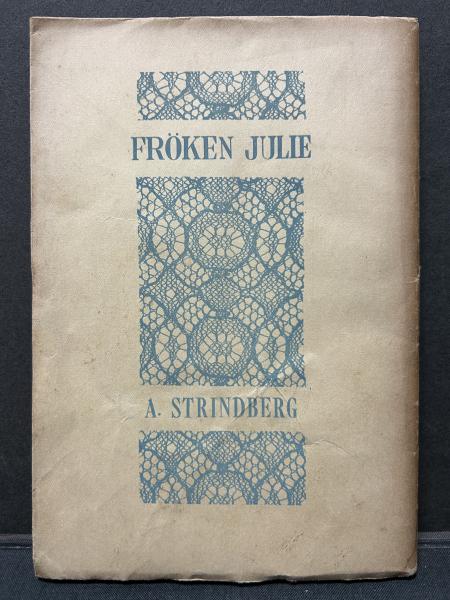 FRÖKEN JULIE
A. STRINDBERG